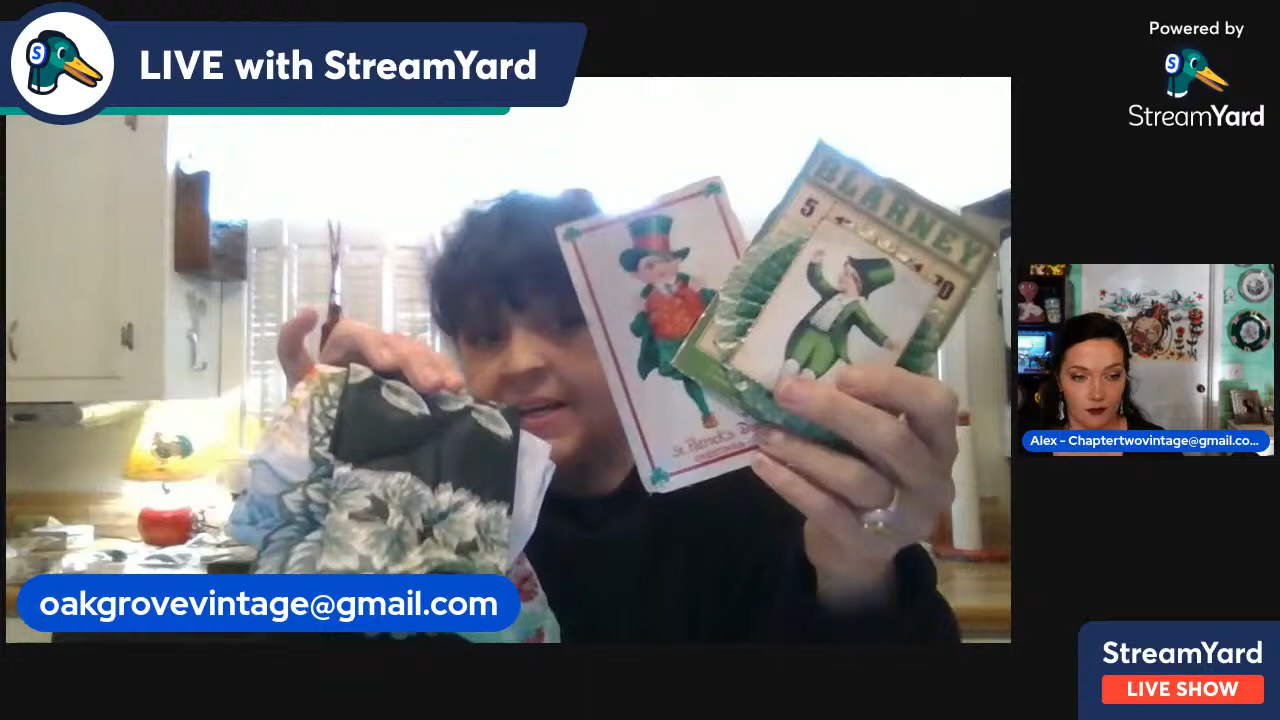 S
LIVE with StreamYard
Powered by
S
StreamYard
BLARNEY
5
St. Patrick's Day
oakgrovevintage@gmail.com
Alex - Chaptertwovintage@gmail.co...
StreamYard
LIVE SHOW